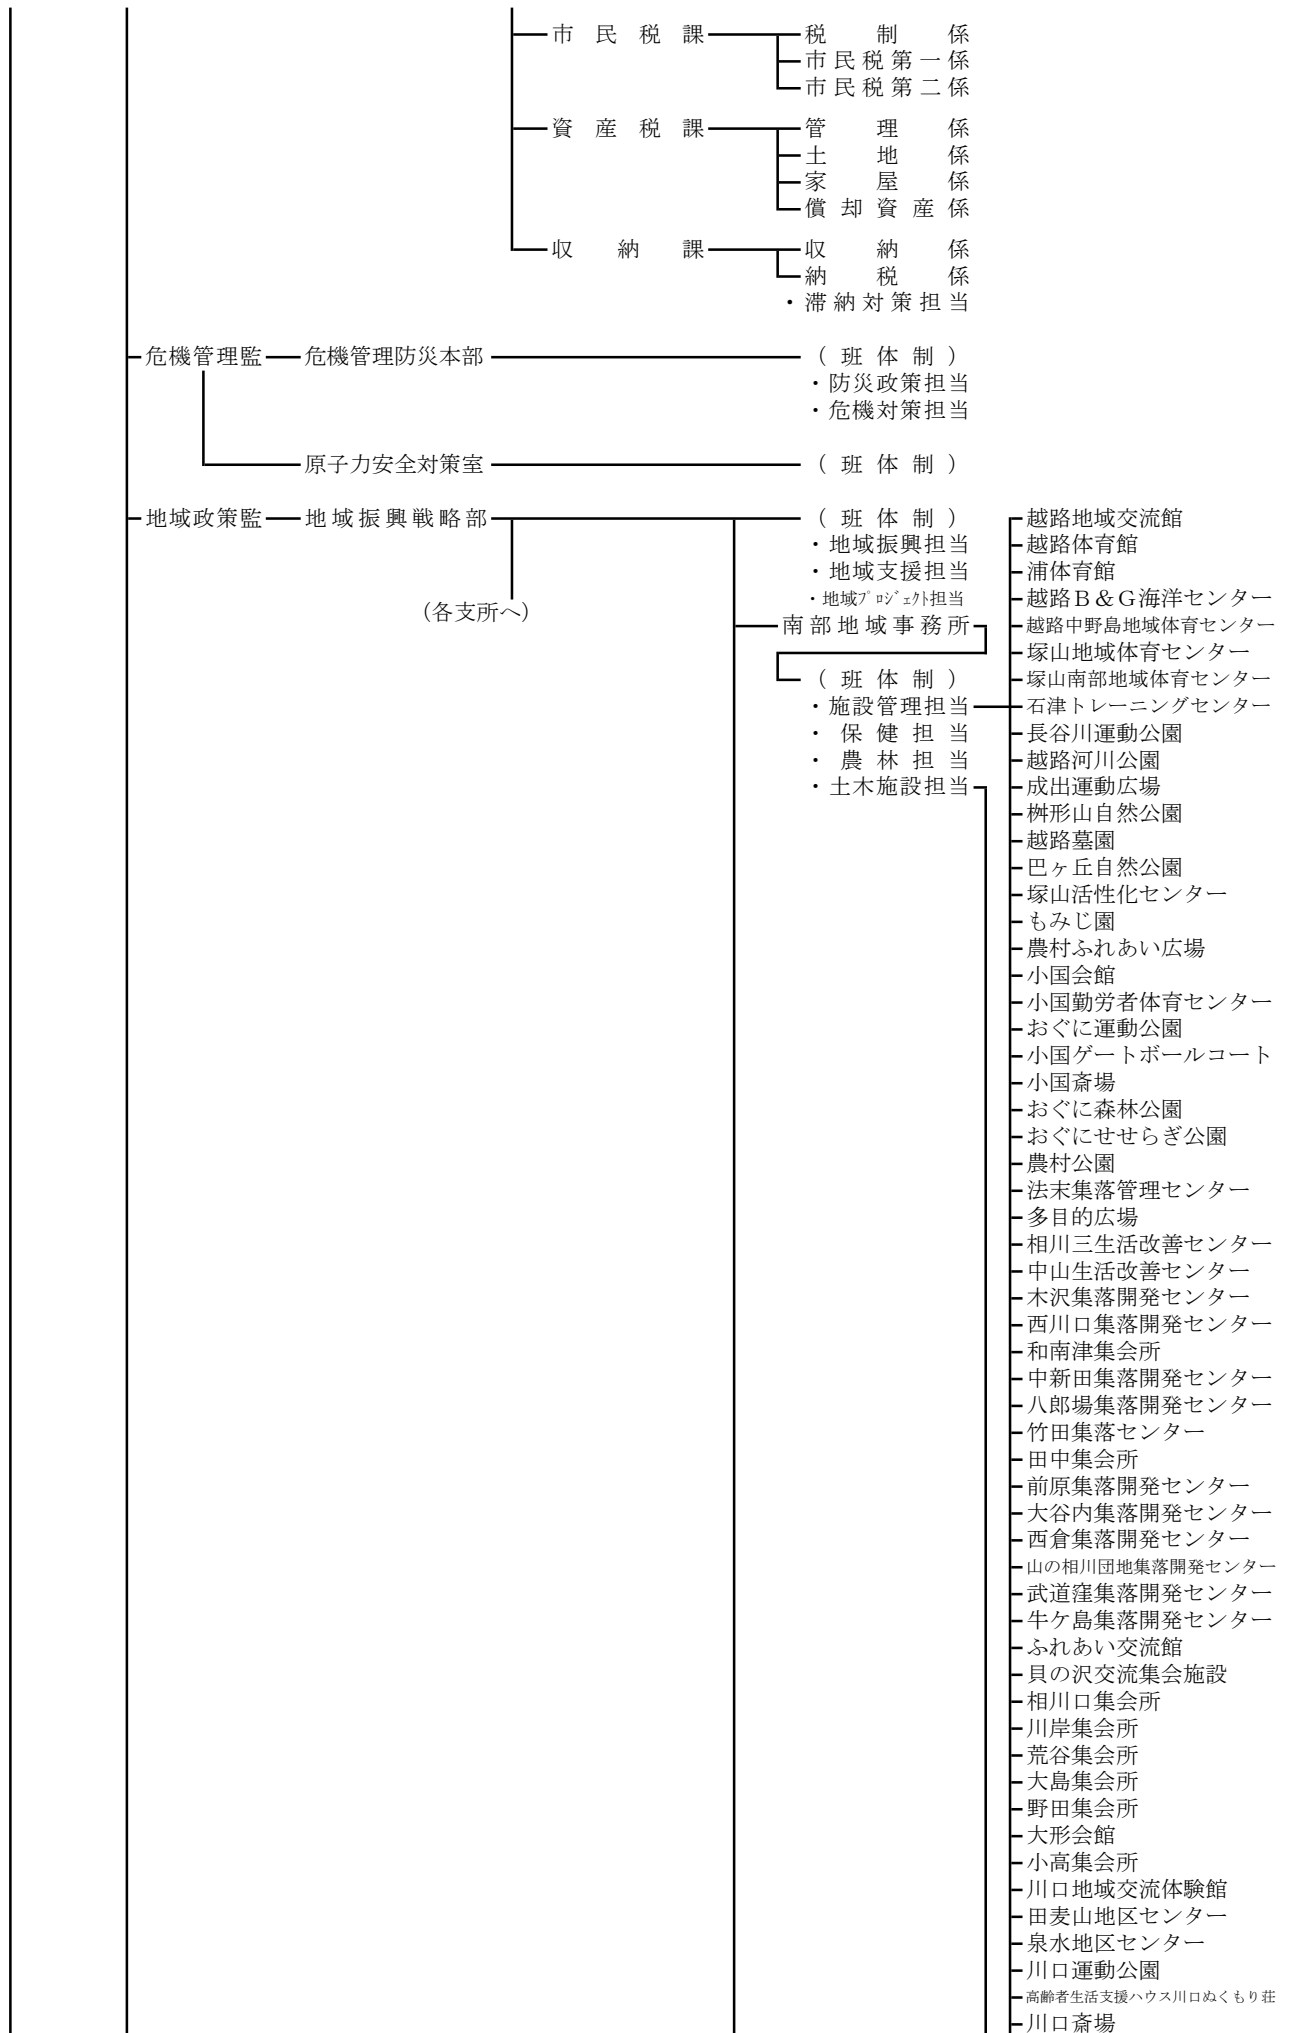 市民税課 税制係
市民税第一係
市民税第二係
資産税課 管理係
土地係
家屋係
償却資産係
収納課 収納係
納税係
・滞納対策担当
危機管理監 危機管理防災本部 (班体制)
・防災政策担当
・危機対策担当
原子力安全対策室 (班体制)
地域政策監 地域振興戦略部 (班体制) 越路地域交流館
・地域振興担当 越路体育館
・地域支援担当 浦体育館
・地域プロジェクト担当 越路B&G海洋センター
(各支所へ)
南部地域事務所 越路中野島地域体育センター
塚山地域体育センター
(班体制) 塚山南部地域体育センター
・施設管理担当 石津トレーニングセンター
・保健担当 長谷川運動公園
・農林担当 越路河川公園
・土木施設担当 成出運動広場
桝形山自然公園
越路墓園
巴ヶ丘自然公園
塚山活性化センター
もみじ園
農村ふれあい広場
小国会館
小国勤労者体育センター
おぐに運動公園
小国ゲートボールコート
小国斎場
おぐに森林公園
おぐにせせらぎ公園
農村公園
法末集落管理センター
多目的広場
相川三生活改善センター
中山生活改善センター
木沢集落開発センター
西川口集落開発センター
和南津集会所
中新田集落開発センター
八郎場集落開発センター
竹田集落センター
田中集会所
前原集落開発センター
大谷内集落開発センター
西倉集落開発センター
山の相川団地集落開発センター
武道窪集落開発センター
牛ケ島集落開発センター
ふれあい交流館
貝の沢交流集会施設
相川口集会所
川岸集会所
荒谷集会所
大島集会所
野田集会所
大形会館
小高集会所
川口地域交流体験館
田麦山地区センター
泉水地区センター
川口運動公園
高齢者生活支援ハウス川口ぬくもり荘
川口斎場